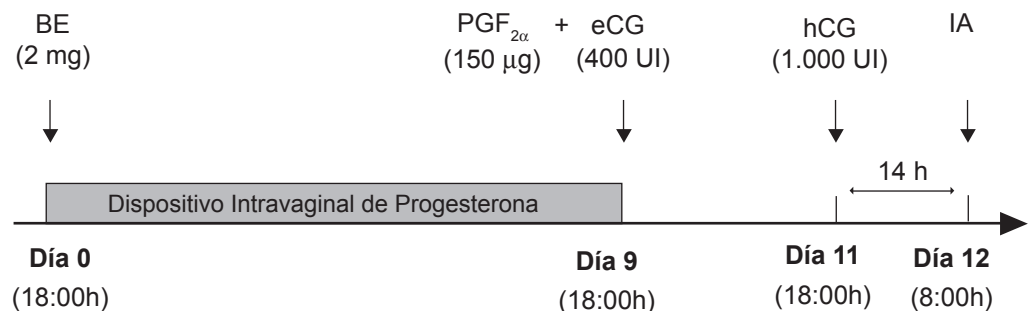 BE
(2 mg)
PGF2α + eCG
(150 µg) (400 UI)
hCG
(1.000 UI)
IA
14 h
Dispositivo Intravaginal de Progesterona
Día 0
(18:00h)
Día 9
(18:00h)
Día 11
(18:00h)
Día 12
(8:00h)